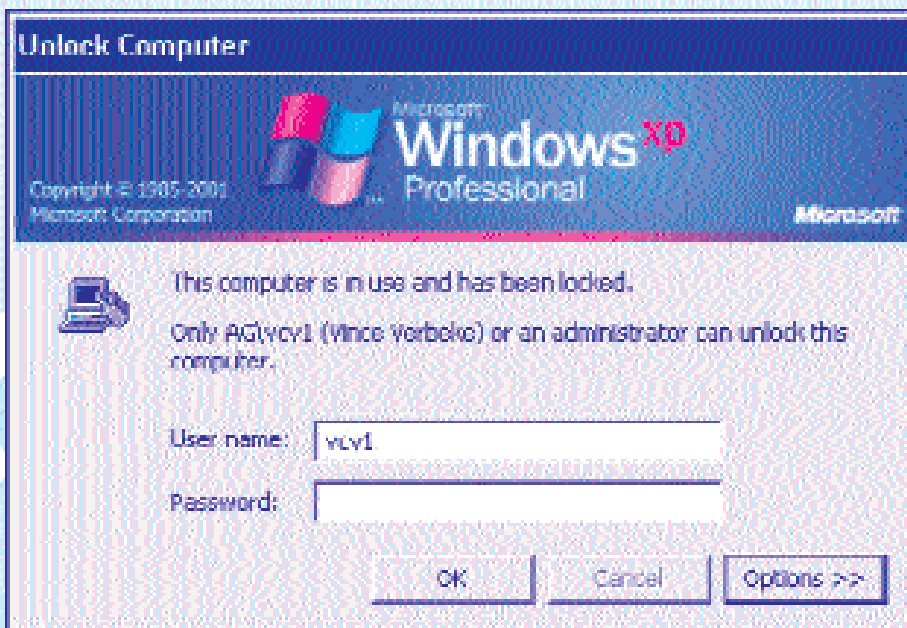 Unlock Computer
Microsoft
Windows xp
Professional
Copyright © 1985-2001
Microsoft Corporation
Microsoft
This computer is in use and has been locked.
Only AG\vcv1 (Vince Verbeke) or an administrator can unlock this
computer.
User name: vcv1
Password:
OK Cancel Options >>